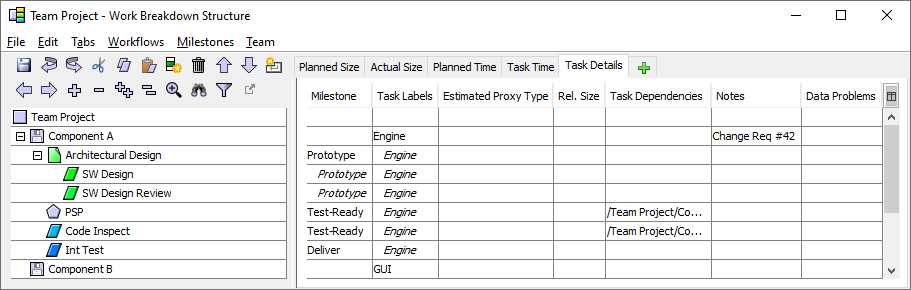 Team Project - Work Breakdown Structure
File Edit Tabs Workflows Milestones Team
Planned Size Actual Size Planned Time Task Time Task Details
Milestone Task Labels Estimated Proxy Type Rel. Size Task Dependencies Notes Data Problems
Team Project
Component A Engine Change Req #42
Architectural Design Prototype Engine
SW Design Prototype Engine
SW Design Review Prototype Engine
PSP Test-Ready Engine /Team Project/Co...
Code Inspect Test-Ready Engine /Team Project/Co...
Int Test Deliver Engine
Component B GUI